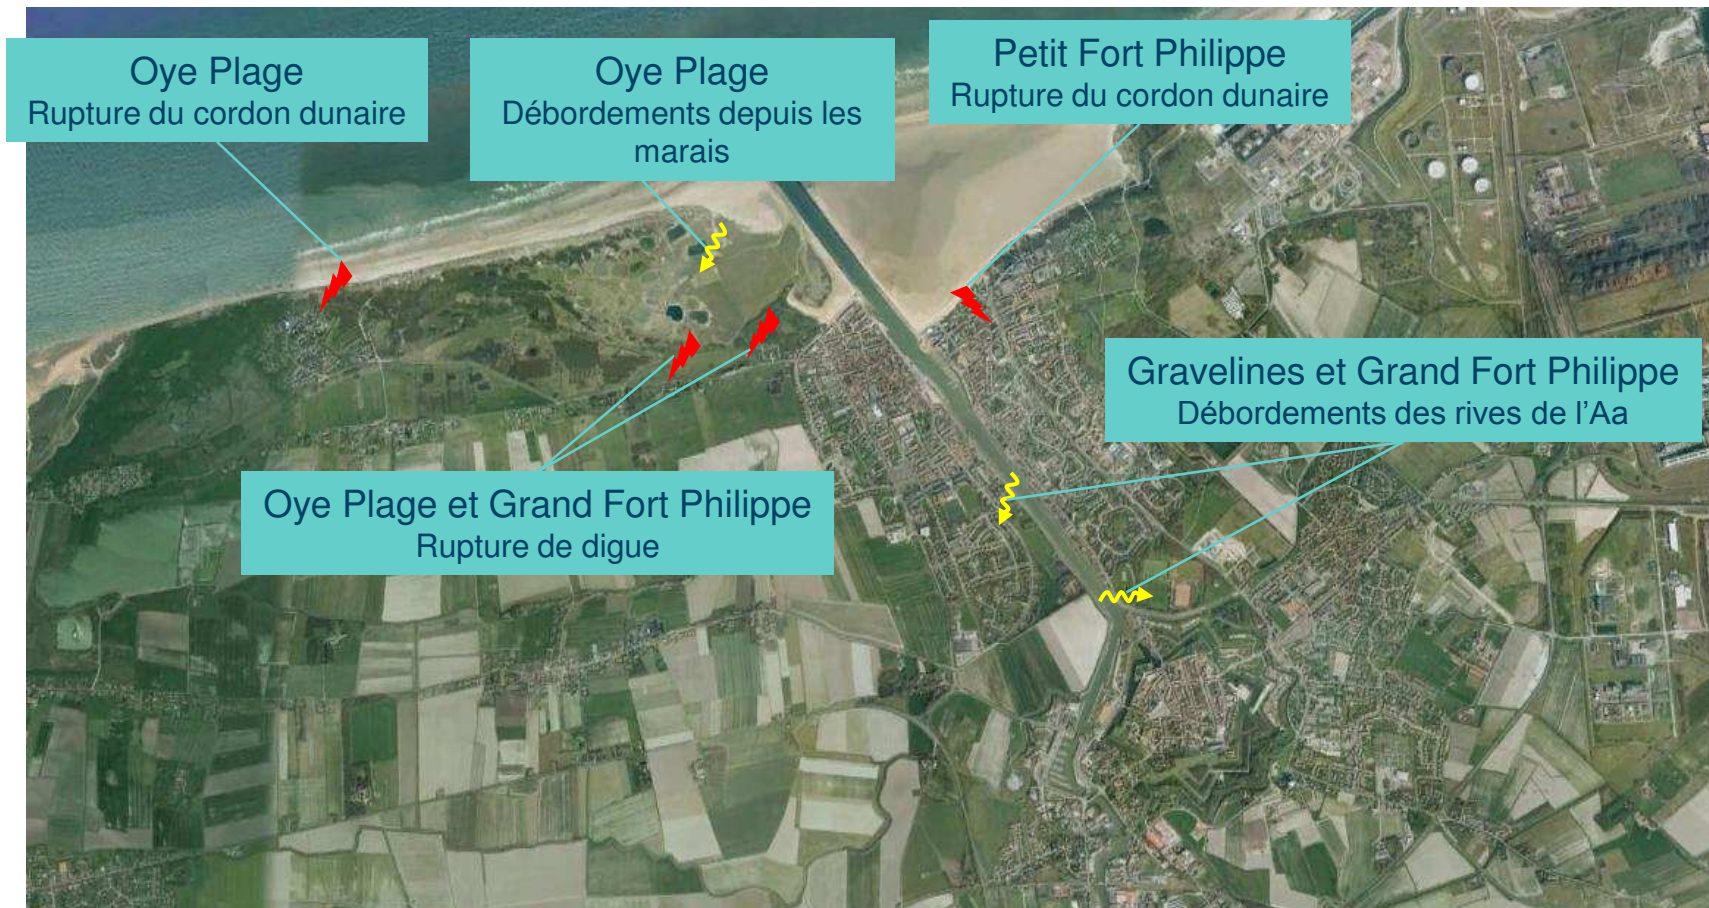 Oye Plage
Rupture du cordon dunaire
Oye Plage
Débordements depuis les
marais
Petit Fort Philippe
Rupture du cordon dunaire
Gravelines et Grand Fort Philippe
Débordements des rives de l’Aa
Oye Plage et Grand Fort Philippe
Rupture de digue